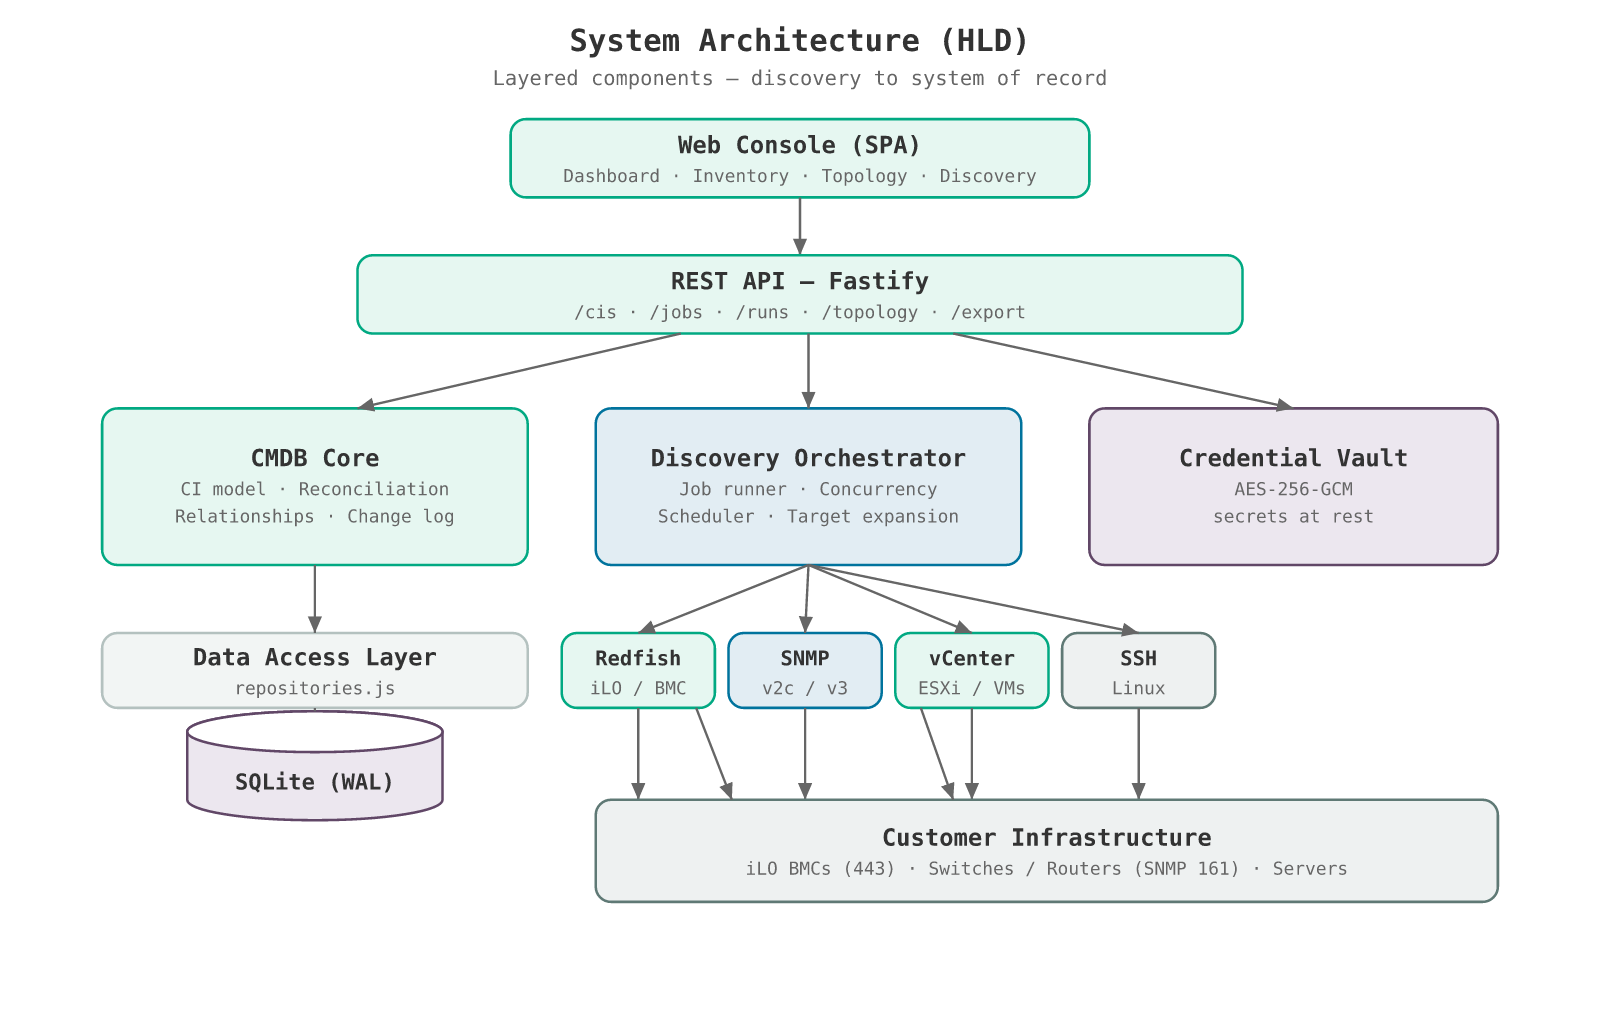 System Architecture (HLD)
Layered components — discovery to system of record
Web Console (SPA)
Dashboard · Inventory · Topology · Discovery
REST API — Fastify
/cis · /jobs · /runs · /topology · /export
CMDB Core
CI model · Reconciliation
Relationships · Change log
Discovery Orchestrator
Job runner · Concurrency
Scheduler · Target expansion
Credential Vault
AES-256-GCM
secrets at rest
Data Access Layer
repositories.js
Redfish
iLO / BMC
SNMP
v2c / v3
vCenter
ESXi / VMs
SSH
Linux
SQLite (WAL)
Customer Infrastructure
iLO BMCs (443) · Switches / Routers (SNMP 161) · Servers